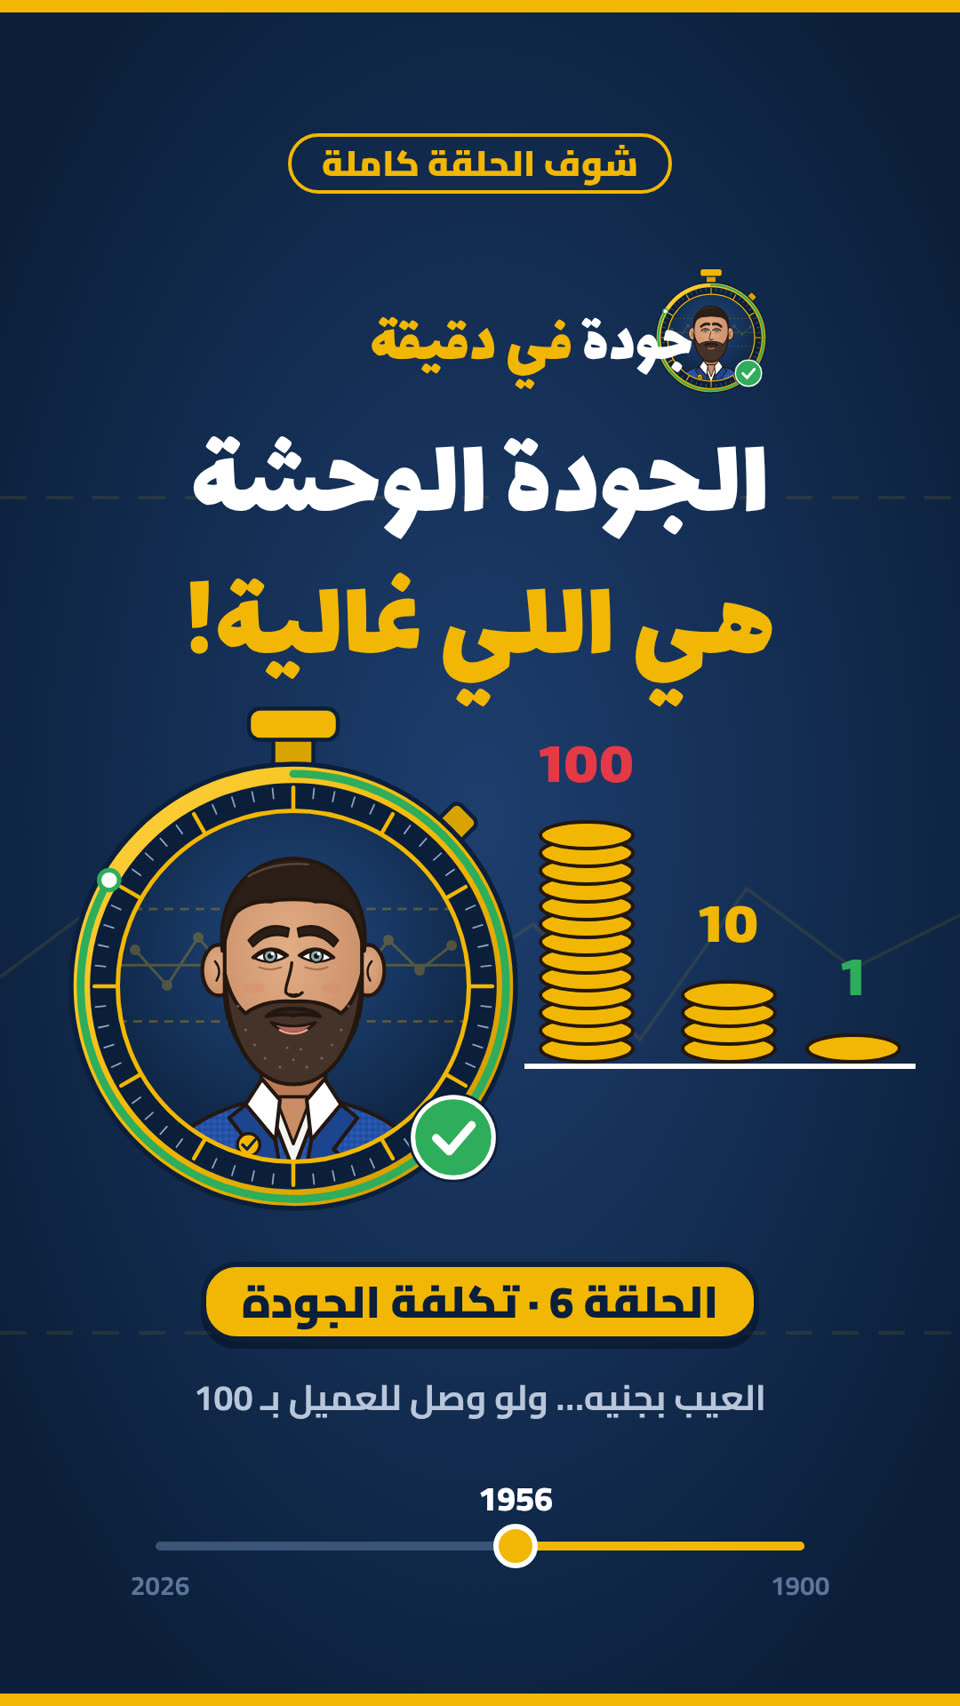 شوف الحلقة كاملة
جودة في دقيقة
الجودة الوحشة
هي اللي غالية!
100
10
1
الحلقة 6 · تكلفة الجودة
العيب بجنيه... ولو وصل للعميل بـ 100
1956
1900
2026